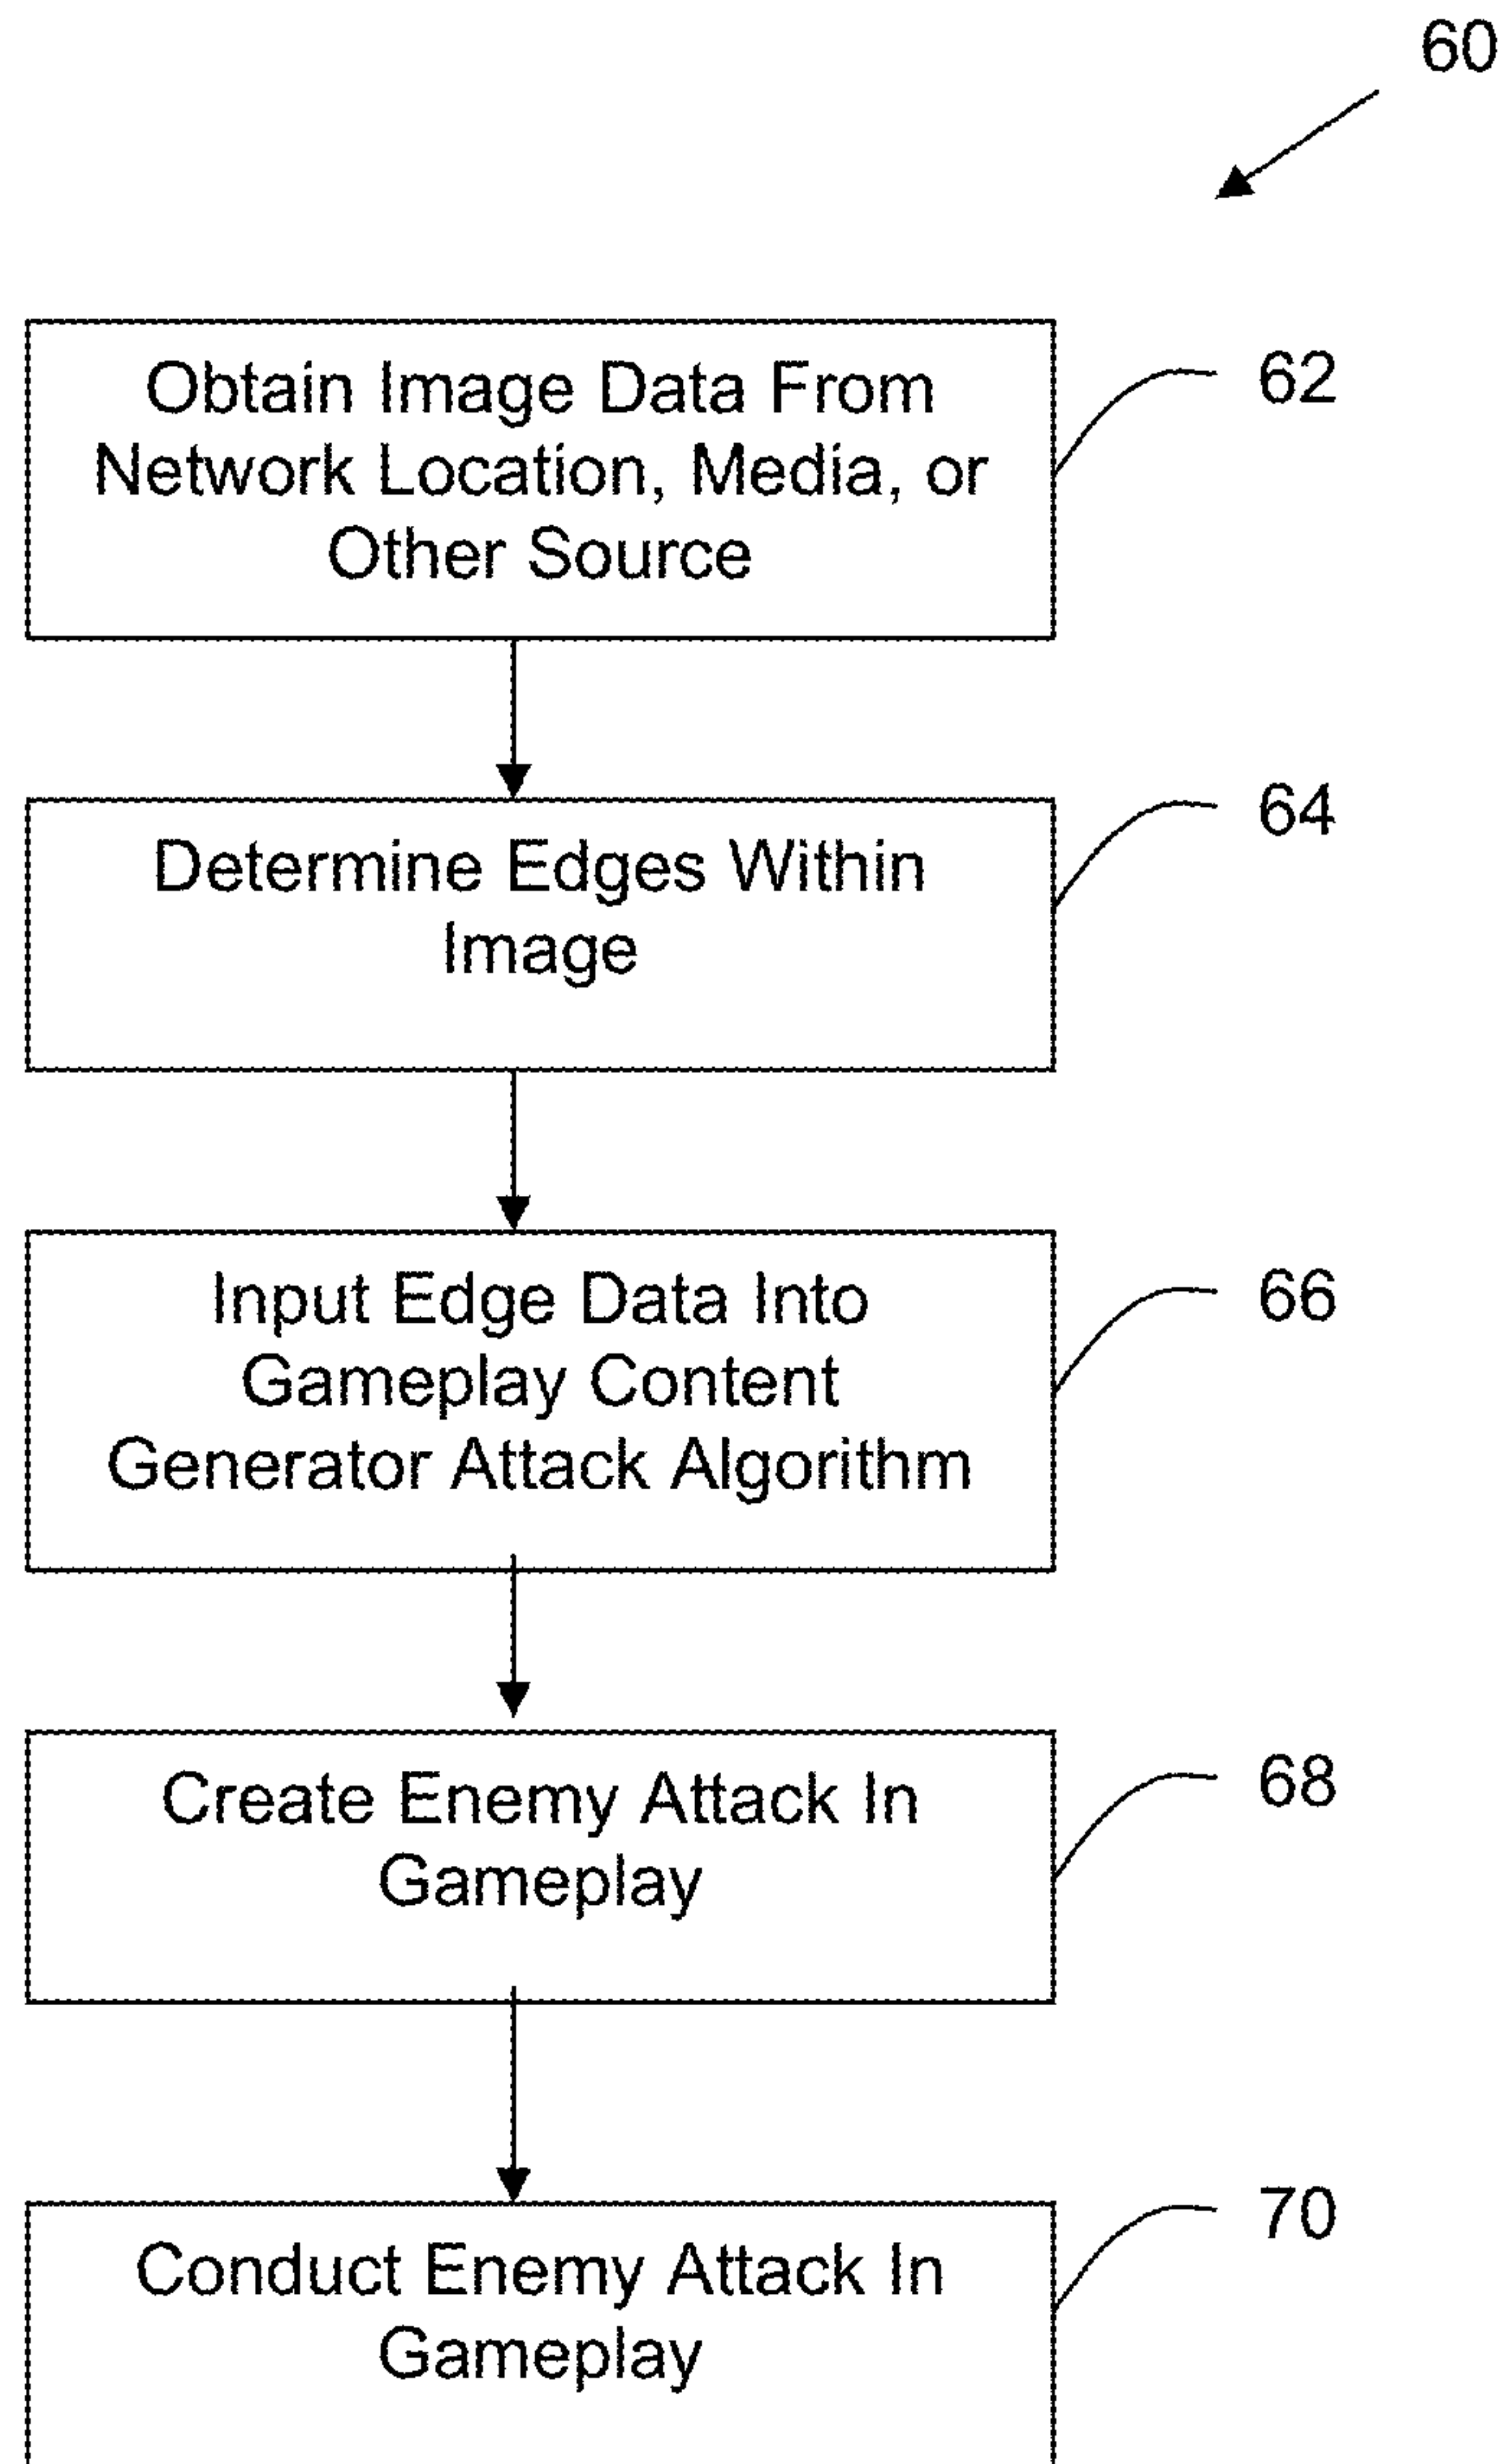 60
Obtain Image Data From
Network Location, Media, or
Other Source
62
Determine Edges Within
Image
64
Input Edge Data Into
Gameplay Content
Generator Attack Algorithm
66
Create Enemy Attack In
Gameplay
68
Conduct Enemy Attack In
Gameplay
70